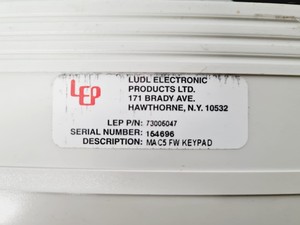 LEP
LUDL ELECTRONIC
PRODUCTS LTD.
171 BRADY AVE.
HAWTHORNE, N.Y. 10532
LEP P/N: 73006047
SERIAL NUMBER: 154696
DESCRIPTION: MAC5 FW KEYPAD